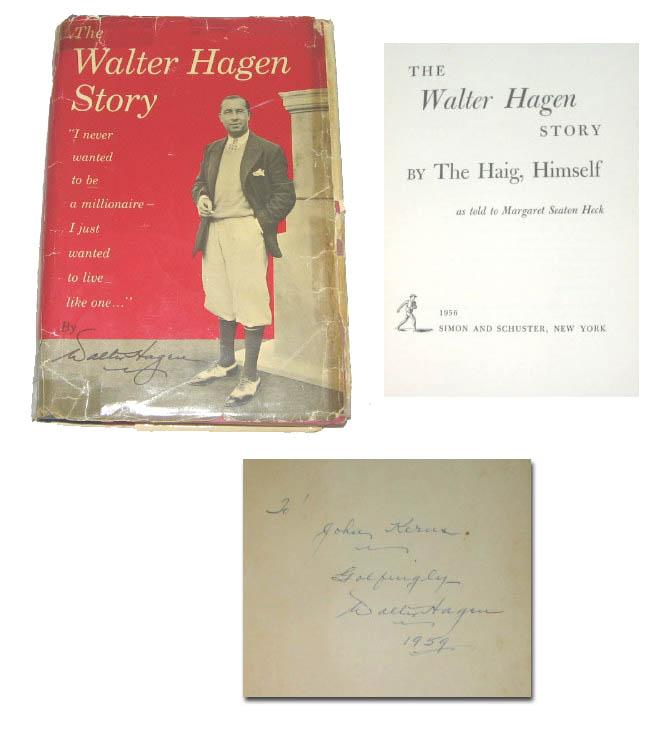 The
Walter Hagen
Story
"I never
wanted
to be
a millionaire—
I just
wanted
to live
like one..."
By
Walter Hagen
THE
Walter Hagen
STORY
BY The Haig, Himself
as told to Margaret Seaton Heck
1956
SIMON AND SCHUSTER, NEW YORK
To!
John Kerns.
Golfingly
Walter Hagen
1959